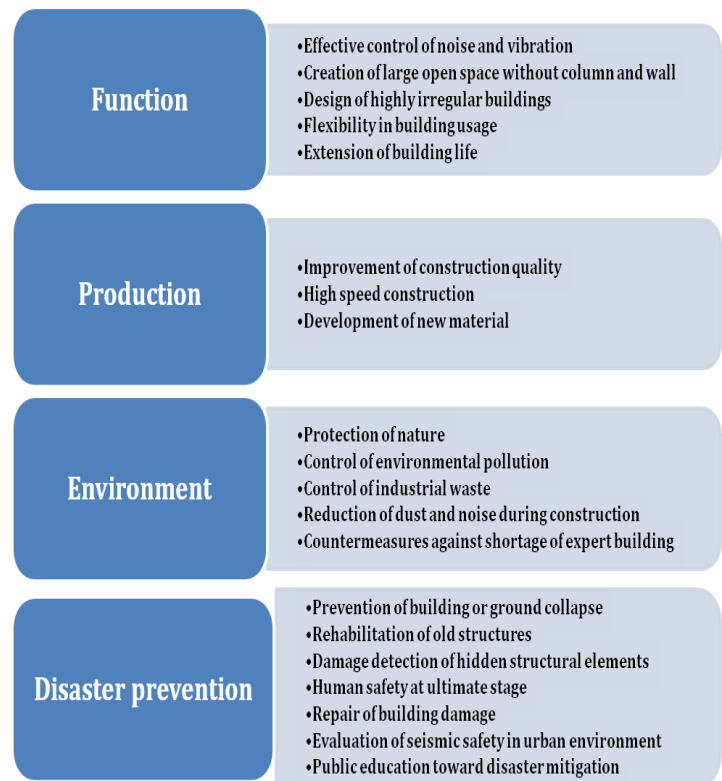 Function
•Effective control of noise and vibration
•Creation of large open space without column and wall
•Design of highly irregular buildings
•Flexibility in building usage
•Extension of building life
Production
•Improvement of construction quality
•High speed construction
•Development of new material
Environment
•Protection of nature
•Control of environmental pollution
•Control of industrial waste
•Reduction of dust and noise during construction
•Countermeasures against shortage of expert building
Disaster prevention
•Prevention of building or ground collapse
•Rehabilitation of old structures
•Damage detection of hidden structural elements
•Human safety at ultimate stage
•Repair of building damage
•Evaluation of seismic safety in urban environment
•Public education toward disaster mitigation